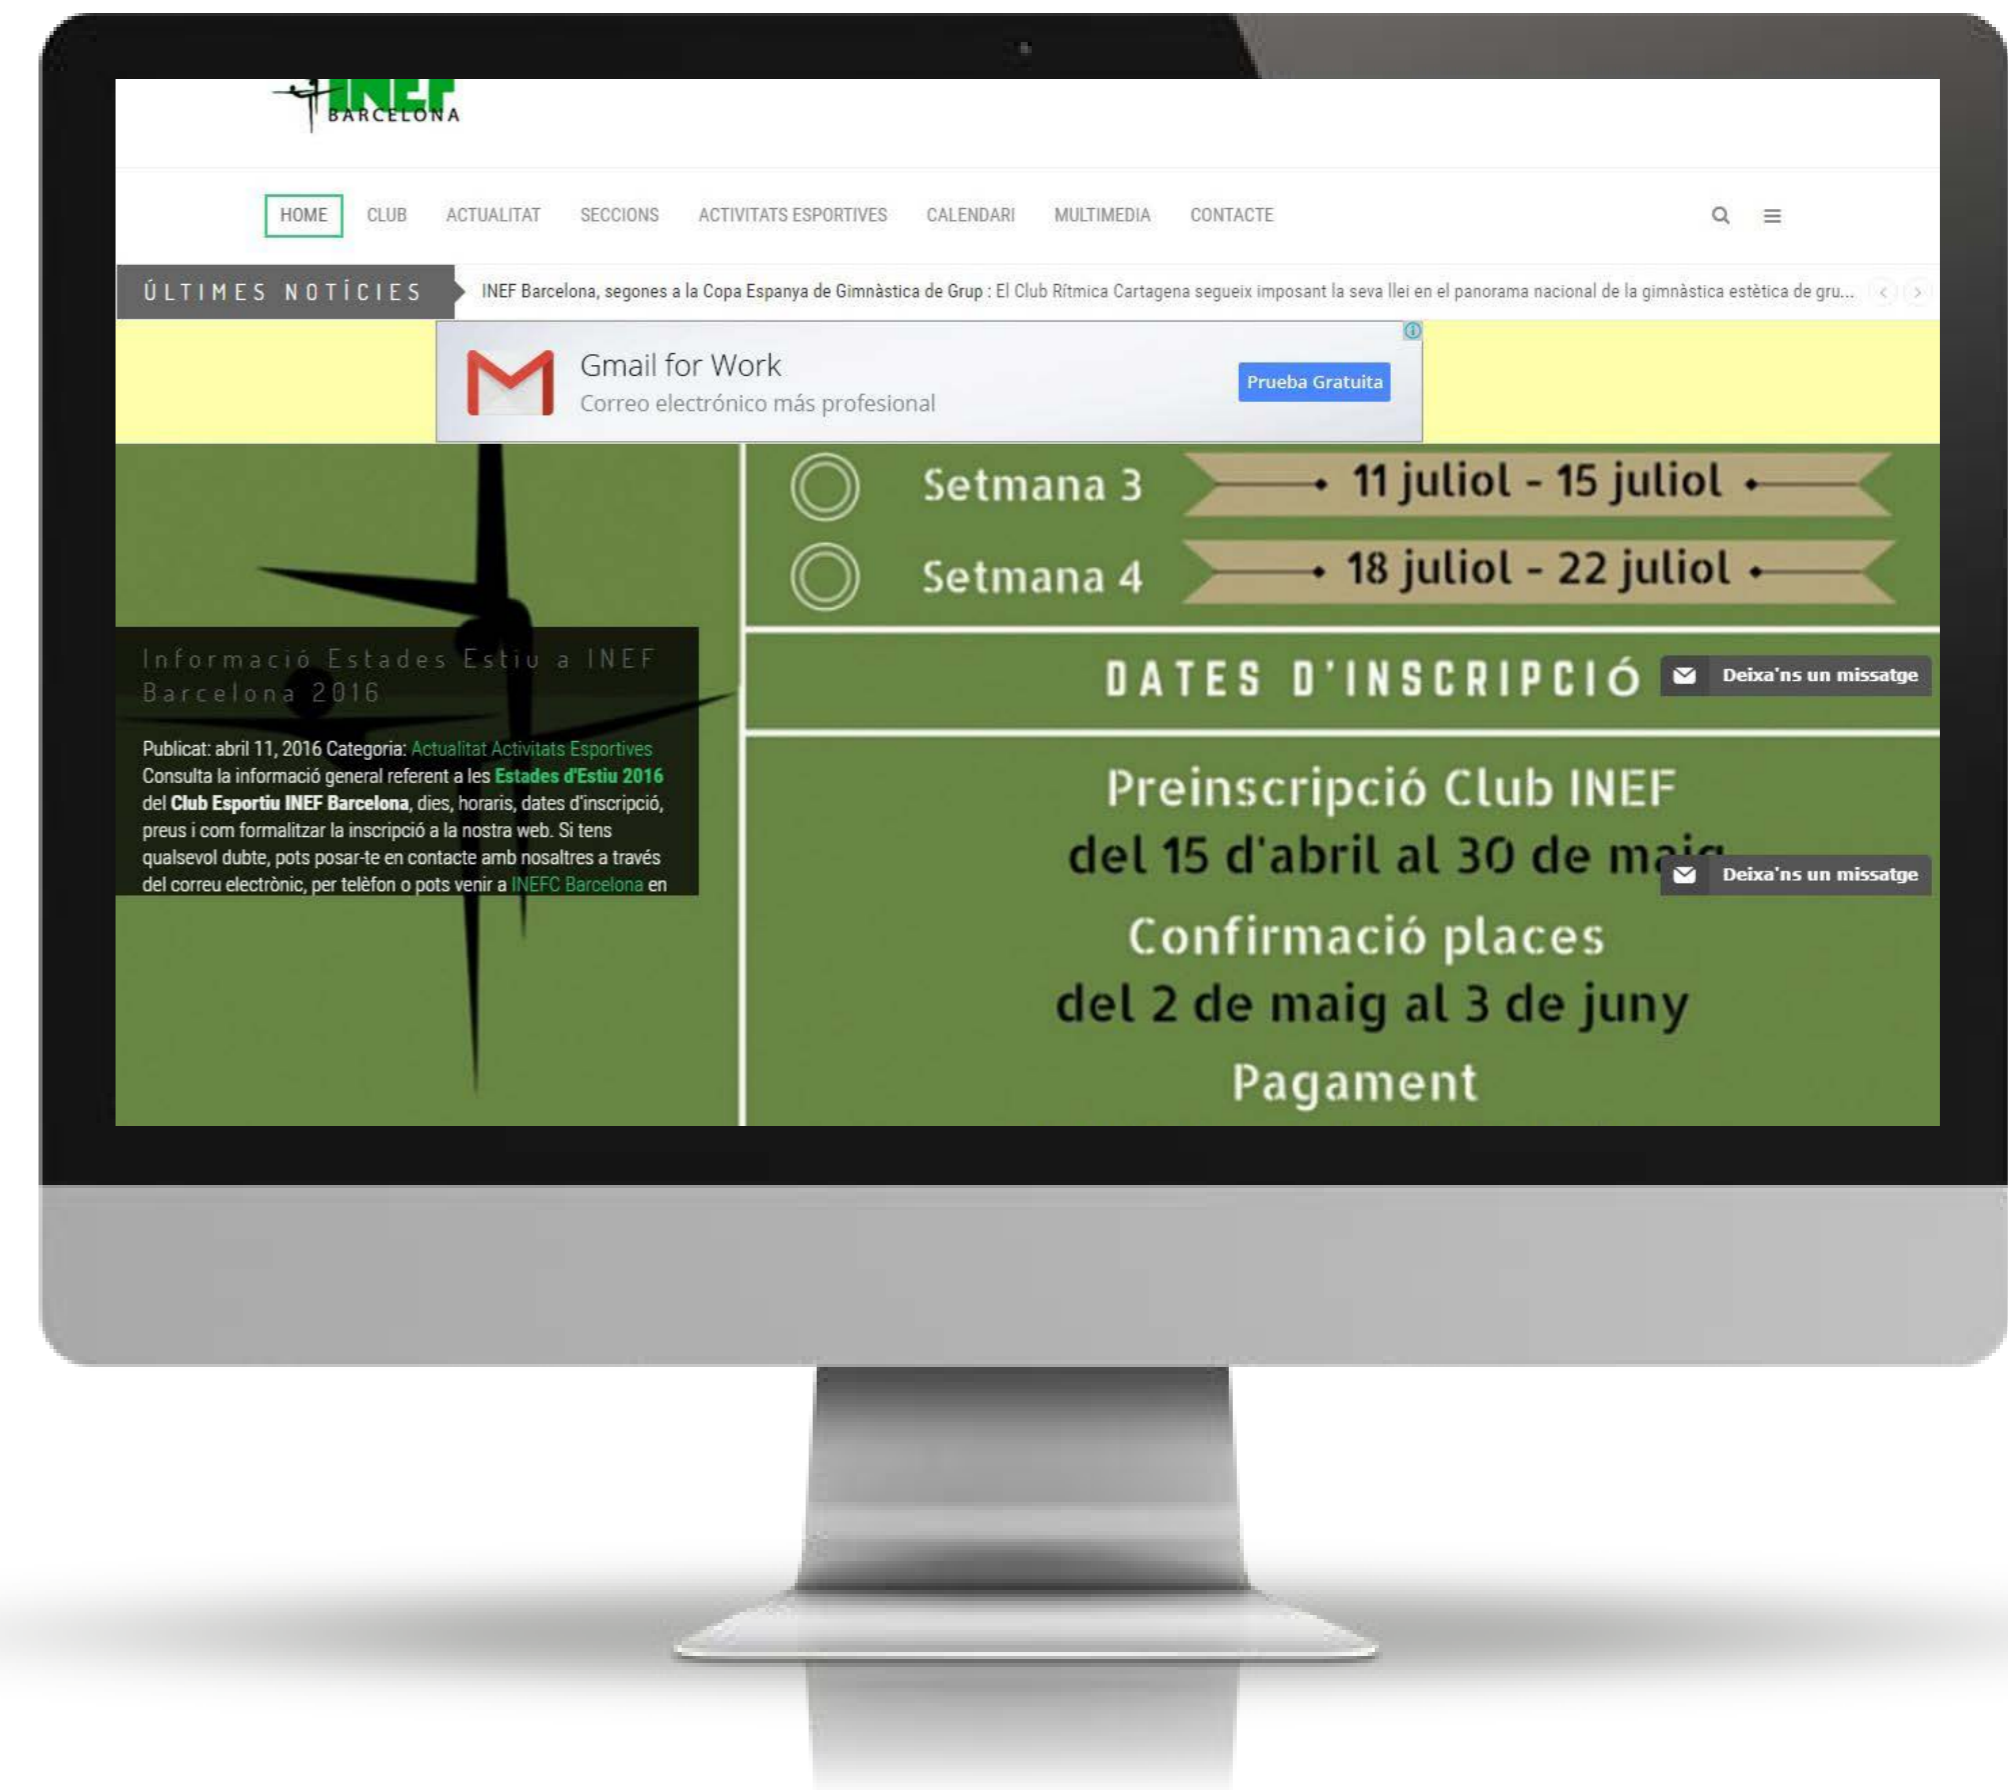 INEF
BARCELONA
HOME CLUB ACTUALITAT SECCIONS ACTIVITATS ESPORTIVES CALENDARI MULTIMEDIA CONTACTE
ÚLTIMES NOTÍCIES
INEF Barcelona, segones a la Copa Espanya de Gimnàstica de Grup : El Club Rítmica Cartagena segueix imposant la seva llei en el panorama nacional de la gimnàstica estètica de gru...
Gmail for Work
Correo electrónico más profesional
Prueba Gratuita
Setmana 3 11 juliol - 15 juliol
Setmana 4 18 juliol - 22 juliol
Informació Estades Estiu a INEF
Barcelona 2016
Publicat: abril 11, 2016 Categoria: Actualitat Activitats Esportives
Consulta la informació general referent a les Estades d'Estiu 2016
del Club Esportiu INEF Barcelona, dies, horaris, dates d'inscripció,
preus i com formalitzar la inscripció a la nostra web. Si tens
qualsevol dubte, pots posar-te en contacte amb nosaltres a través
del correu electrònic, per telèfon o pots venir a INEFC Barcelona en
DATES D'INSCRIPCIÓ
Deixa'ns un missatge
Preinscripció Club INEF
del 15 d'abril al 30 de maig
Deixa'ns un missatge
Confirmació places
del 2 de maig al 3 de juny
Pagament